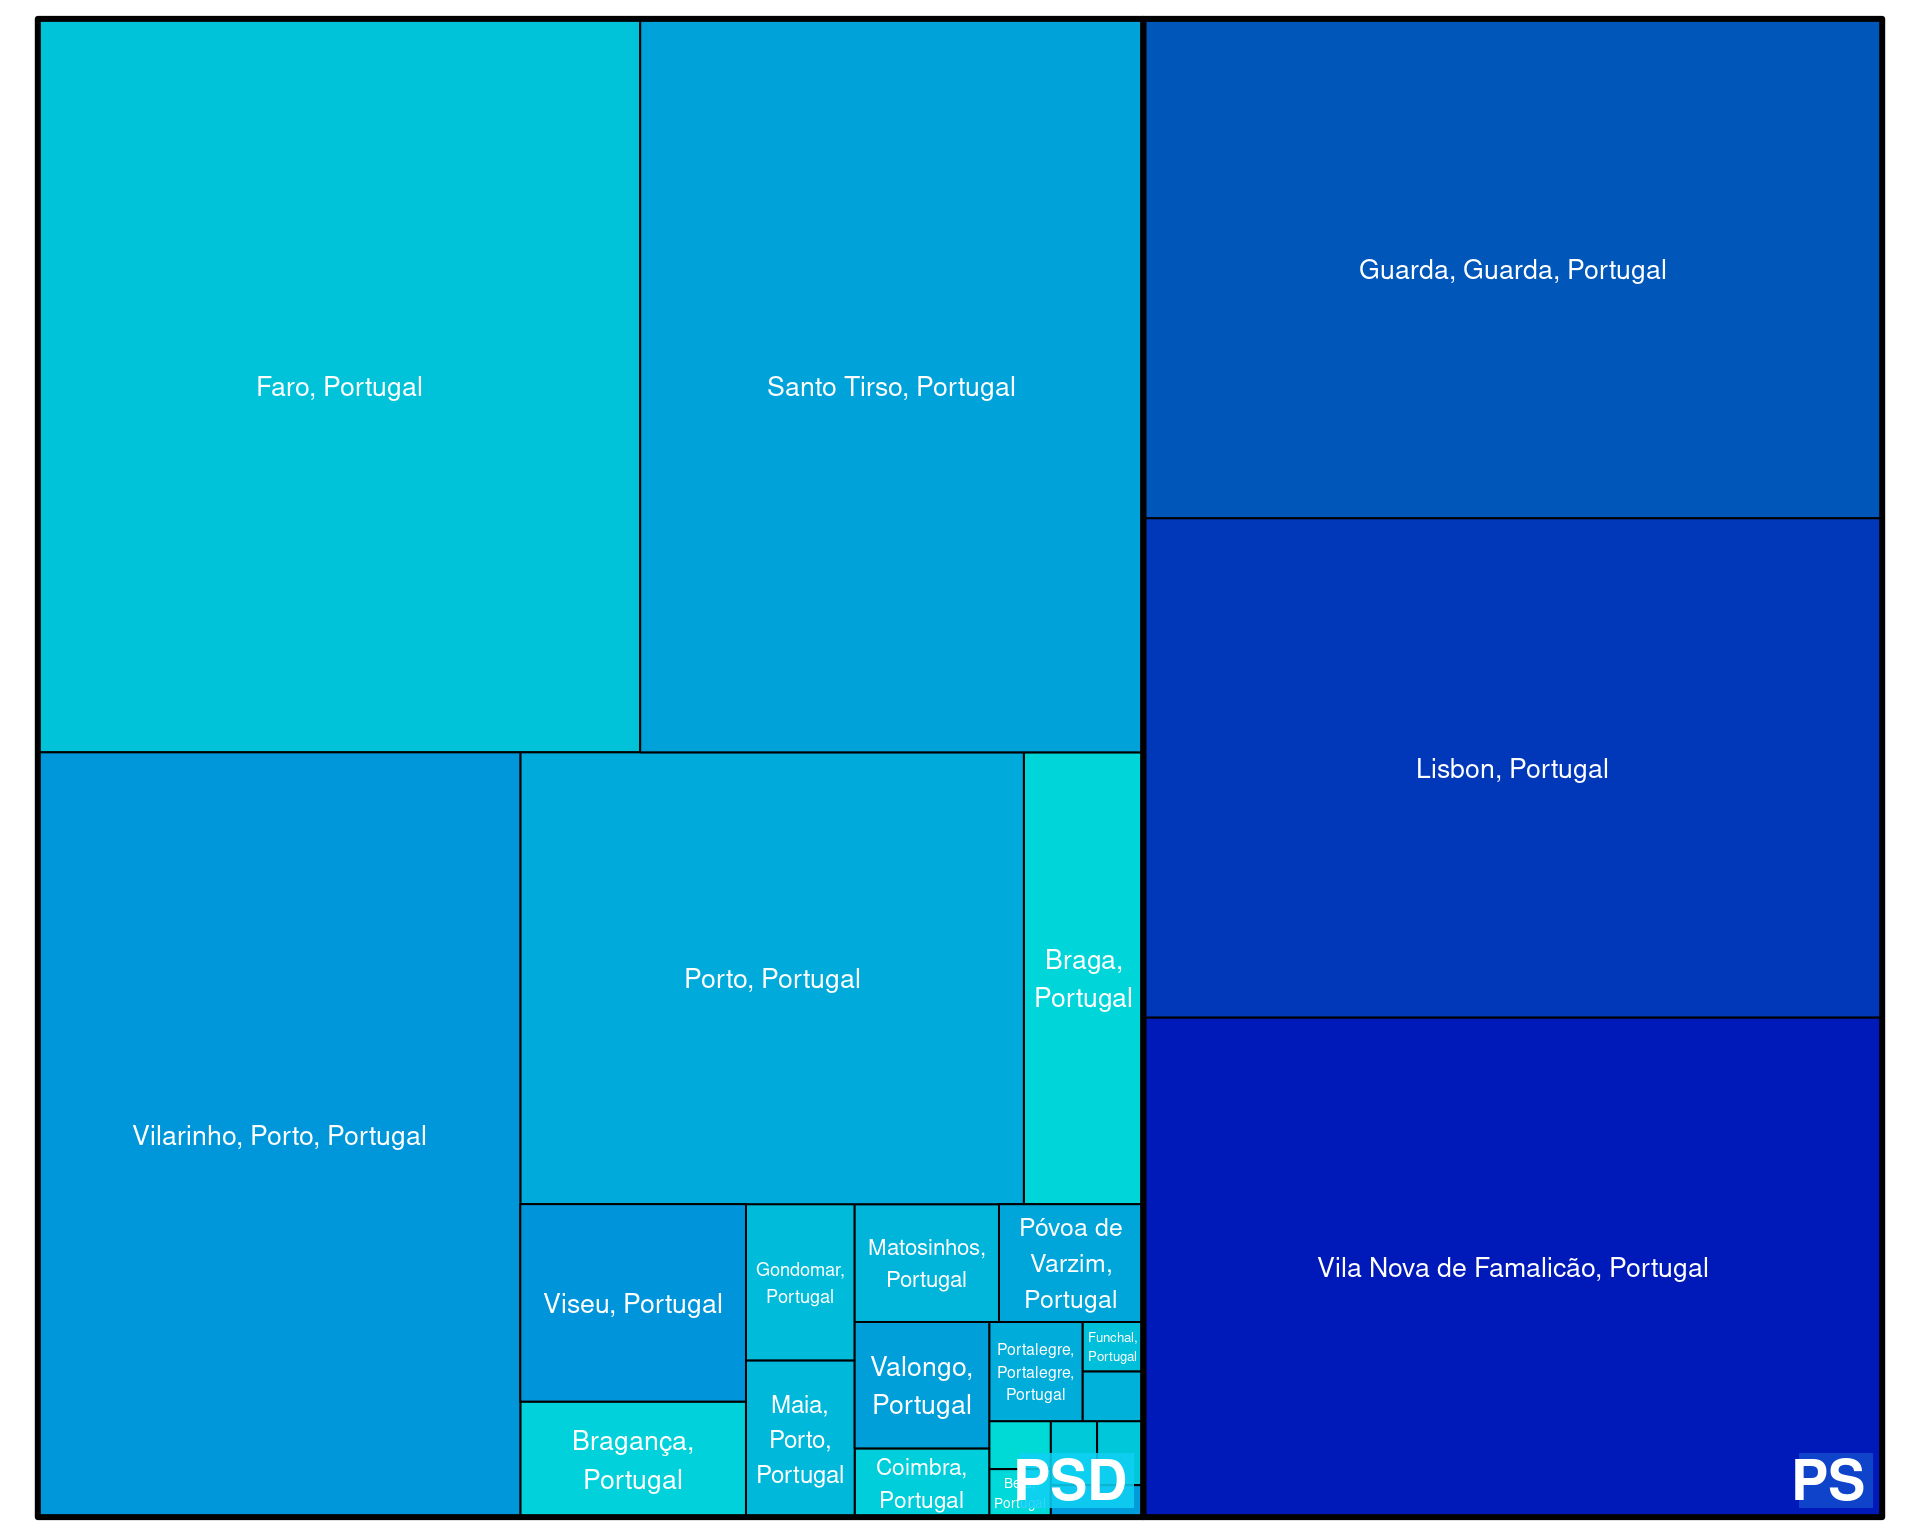 Faro, Portugal
Santo Tirso, Portugal
Guarda, Guarda, Portugal
Lisbon, Portugal
Vilarinho, Porto, Portugal
Porto, Portugal
Braga,
Portugal
Vila Nova de Famalicão, Portugal
Viseu, Portugal
Gondomar,
Portugal
Matosinhos,
Portugal
Póvoa de
Varzim,
Portugal
Valongo,
Portugal
Portalegre,
Portalegre,
Portugal
Funchal,
Portugal
Maia,
Porto,
Portugal
Bragança,
Portugal
Coimbra,
Portugal
Portugal
PSD
PS